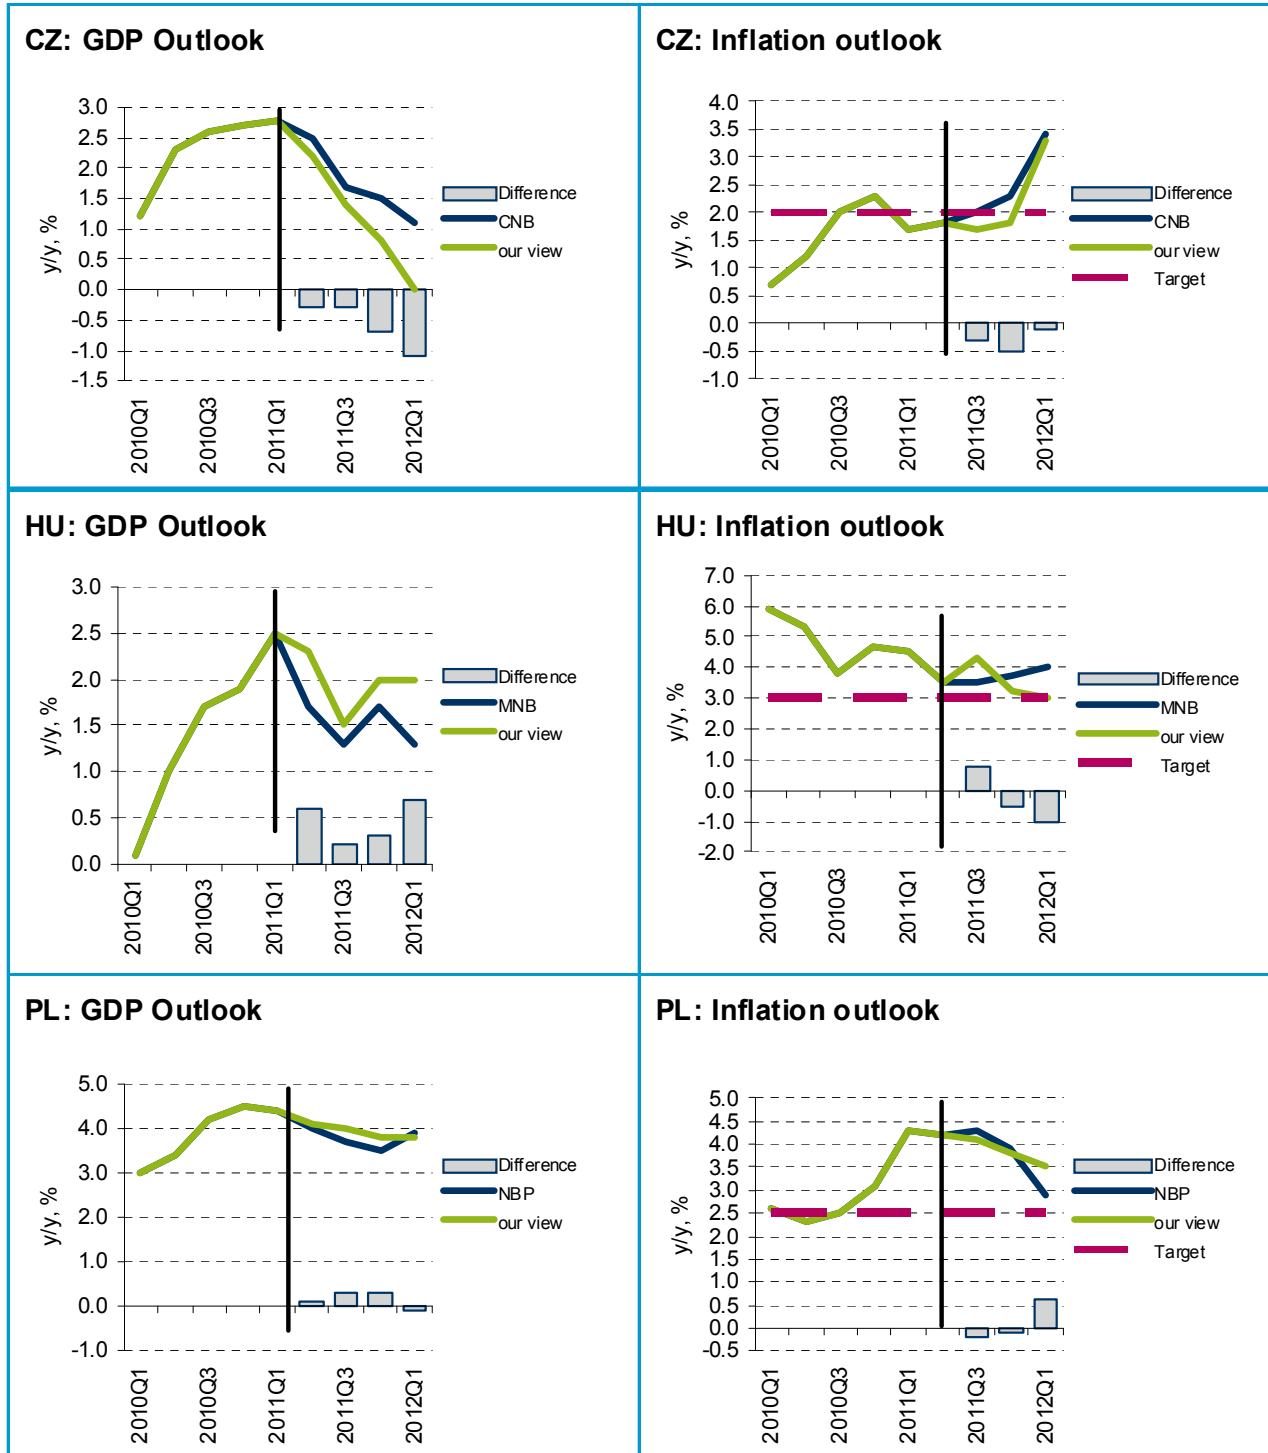 CZ: GDP Outlook
3.0
2.5
2.0
1.5
1.0
0.5
0.0
-0.5
-1.0
-1.5
y/y, %
2010Q1
2010Q3
2011Q1
2011Q3
2012Q1
Difference
CNB
our view
CZ: Inflation outlook
4.0
3.5
3.0
2.5
2.0
1.5
1.0
0.5
0.0
-0.5
-1.0
y/y, %
2010Q1
2010Q3
2011Q1
2011Q3
2012Q1
Difference
CNB
our view
Target
HU: GDP Outlook
3.0
2.5
2.0
1.5
1.0
0.5
0.0
y/y, %
2010Q1
2010Q3
2011Q1
2011Q3
2012Q1
Difference
MNB
our view
HU: Inflation outlook
7.0
6.0
5.0
4.0
3.0
2.0
1.0
0.0
-1.0
-2.0
y/y, %
2010Q1
2010Q3
2011Q1
2011Q3
2012Q1
Difference
MNB
our view
Target
PL: GDP Outlook
5.0
4.0
3.0
2.0
1.0
0.0
-1.0
y/y, %
2010Q1
2010Q3
2011Q1
2011Q3
2012Q1
Difference
NBP
our view
PL: Inflation outlook
5.0
4.5
4.0
3.5
3.0
2.5
2.0
1.5
1.0
0.5
0.0
-0.5
y/y, %
2010Q1
2010Q3
2011Q1
2011Q3
2012Q1
Difference
NBP
our view
Target